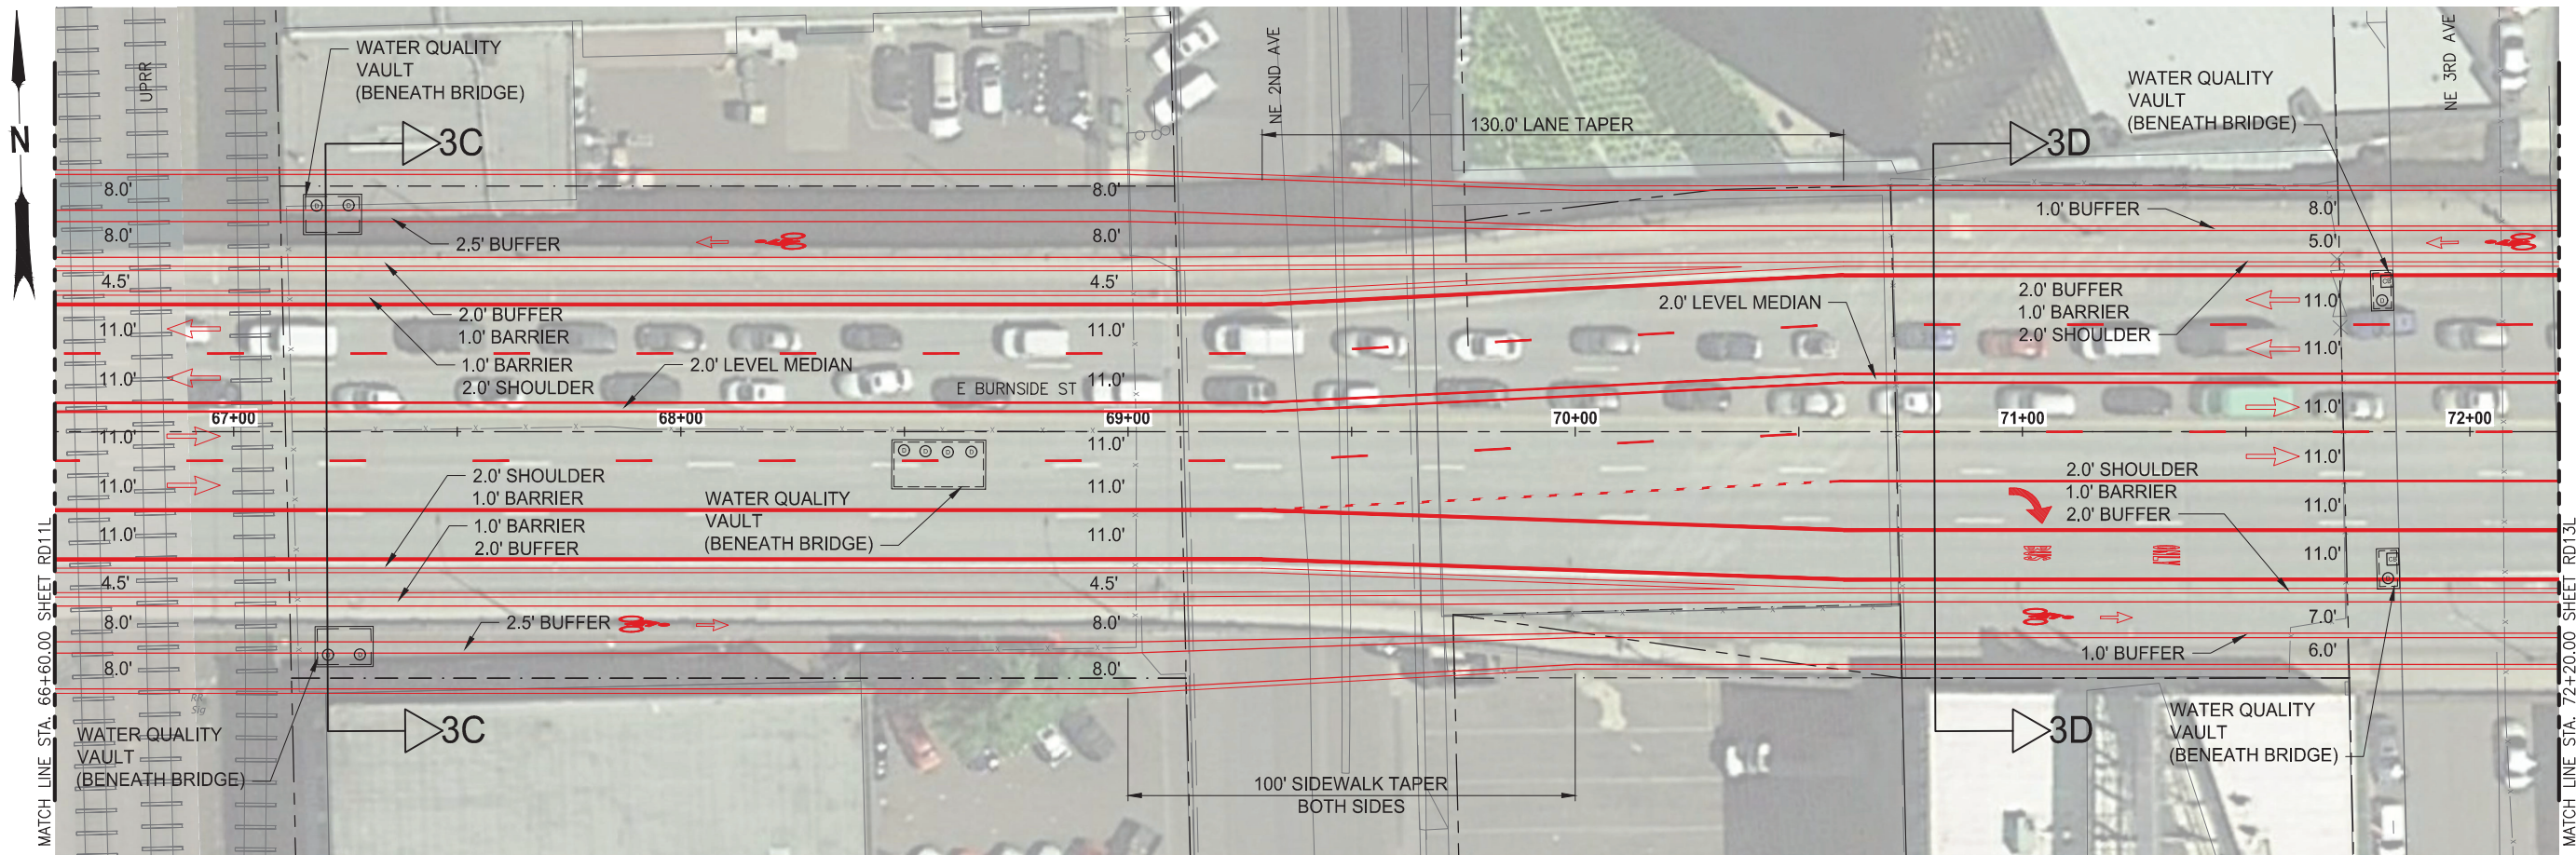 N
MATCH LINE STA. 66+60.00 SHEET RD11L
UPRR
WATER QUALITY
VAULT
(BENEATH BRIDGE)
3C
NE 2ND AVE
130.0' LANE TAPER
3D
WATER QUALITY
VAULT
(BENEATH BRIDGE)
NE 3RD AVE
8.0'
8.0'
8.0'
1.0' BUFFER
8.0'
2.5' BUFFER
8.0'
5.0'
4.5'
4.5'
2.0' BUFFER
1.0' BARRIER
2.0' LEVEL MEDIAN
2.0' BUFFER
1.0' BARRIER
2.0' SHOULDER
11.0'
11.0'
11.0'
1.0' BARRIER
2.0' SHOULDER
2.0' LEVEL MEDIAN
11.0'
11.0'
11.0'
E BURNSIDE ST
67+00
68+00
69+00
70+00
71+00
72+00
11.0'
11.0'
11.0'
11.0'
2.0' SHOULDER
1.0' BARRIER
11.0'
11.0'
2.0' SHOULDER
1.0' BARRIER
2.0' BUFFER
11.0'
WATER QUALITY
VAULT
(BENEATH BRIDGE)
1.0' BARRIER
2.0' BUFFER
11.0'
11.0'
11.0'
ONLY
4.5'
4.5'
8.0'
2.5' BUFFER
8.0'
7.0'
1.0' BUFFER
6.0'
8.0'
8.0'
Sig
WATER QUALITY
VAULT
(BENEATH BRIDGE)
3C
3D
WATER QUALITY
VAULT
(BENEATH BRIDGE)
100' SIDEWALK TAPER
BOTH SIDES
MATCH LINE STA. 72+20.00 SHEET RD13L